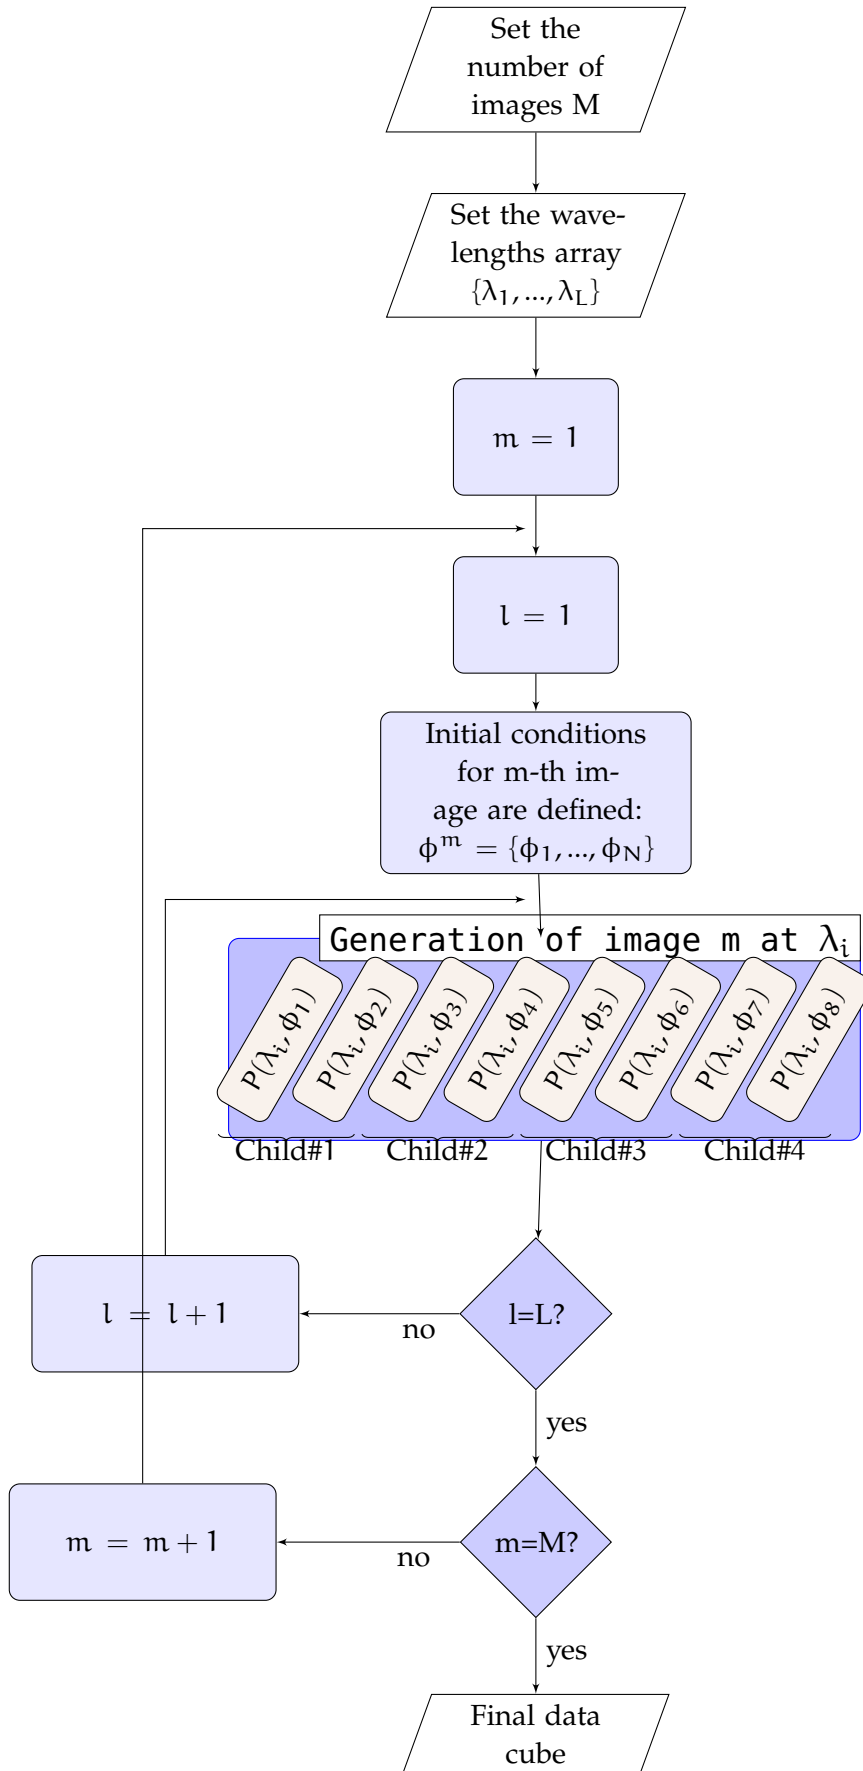 Set the
number of
images M
Set the wave-
lengths array
{λ₁, ..., λ_L}
m = 1
l = 1
Initial conditions
for m-th im-
age are defined:
ϕᵐ = {ϕ₁, ..., ϕ_N}
Generation of image m at λᵢ
P(λᵢ, ϕ₁)
P(λᵢ, ϕ₂)
P(λᵢ, ϕ₃)
P(λᵢ, ϕ₄)
P(λᵢ, ϕ₅)
P(λᵢ, ϕ₆)
P(λᵢ, ϕ₇)
P(λᵢ, ϕ₈)
Child#1
Child#2
Child#3
Child#4
l = l + 1
no
l=L?
yes
m = m + 1
no
m=M?
yes
Final data
cube